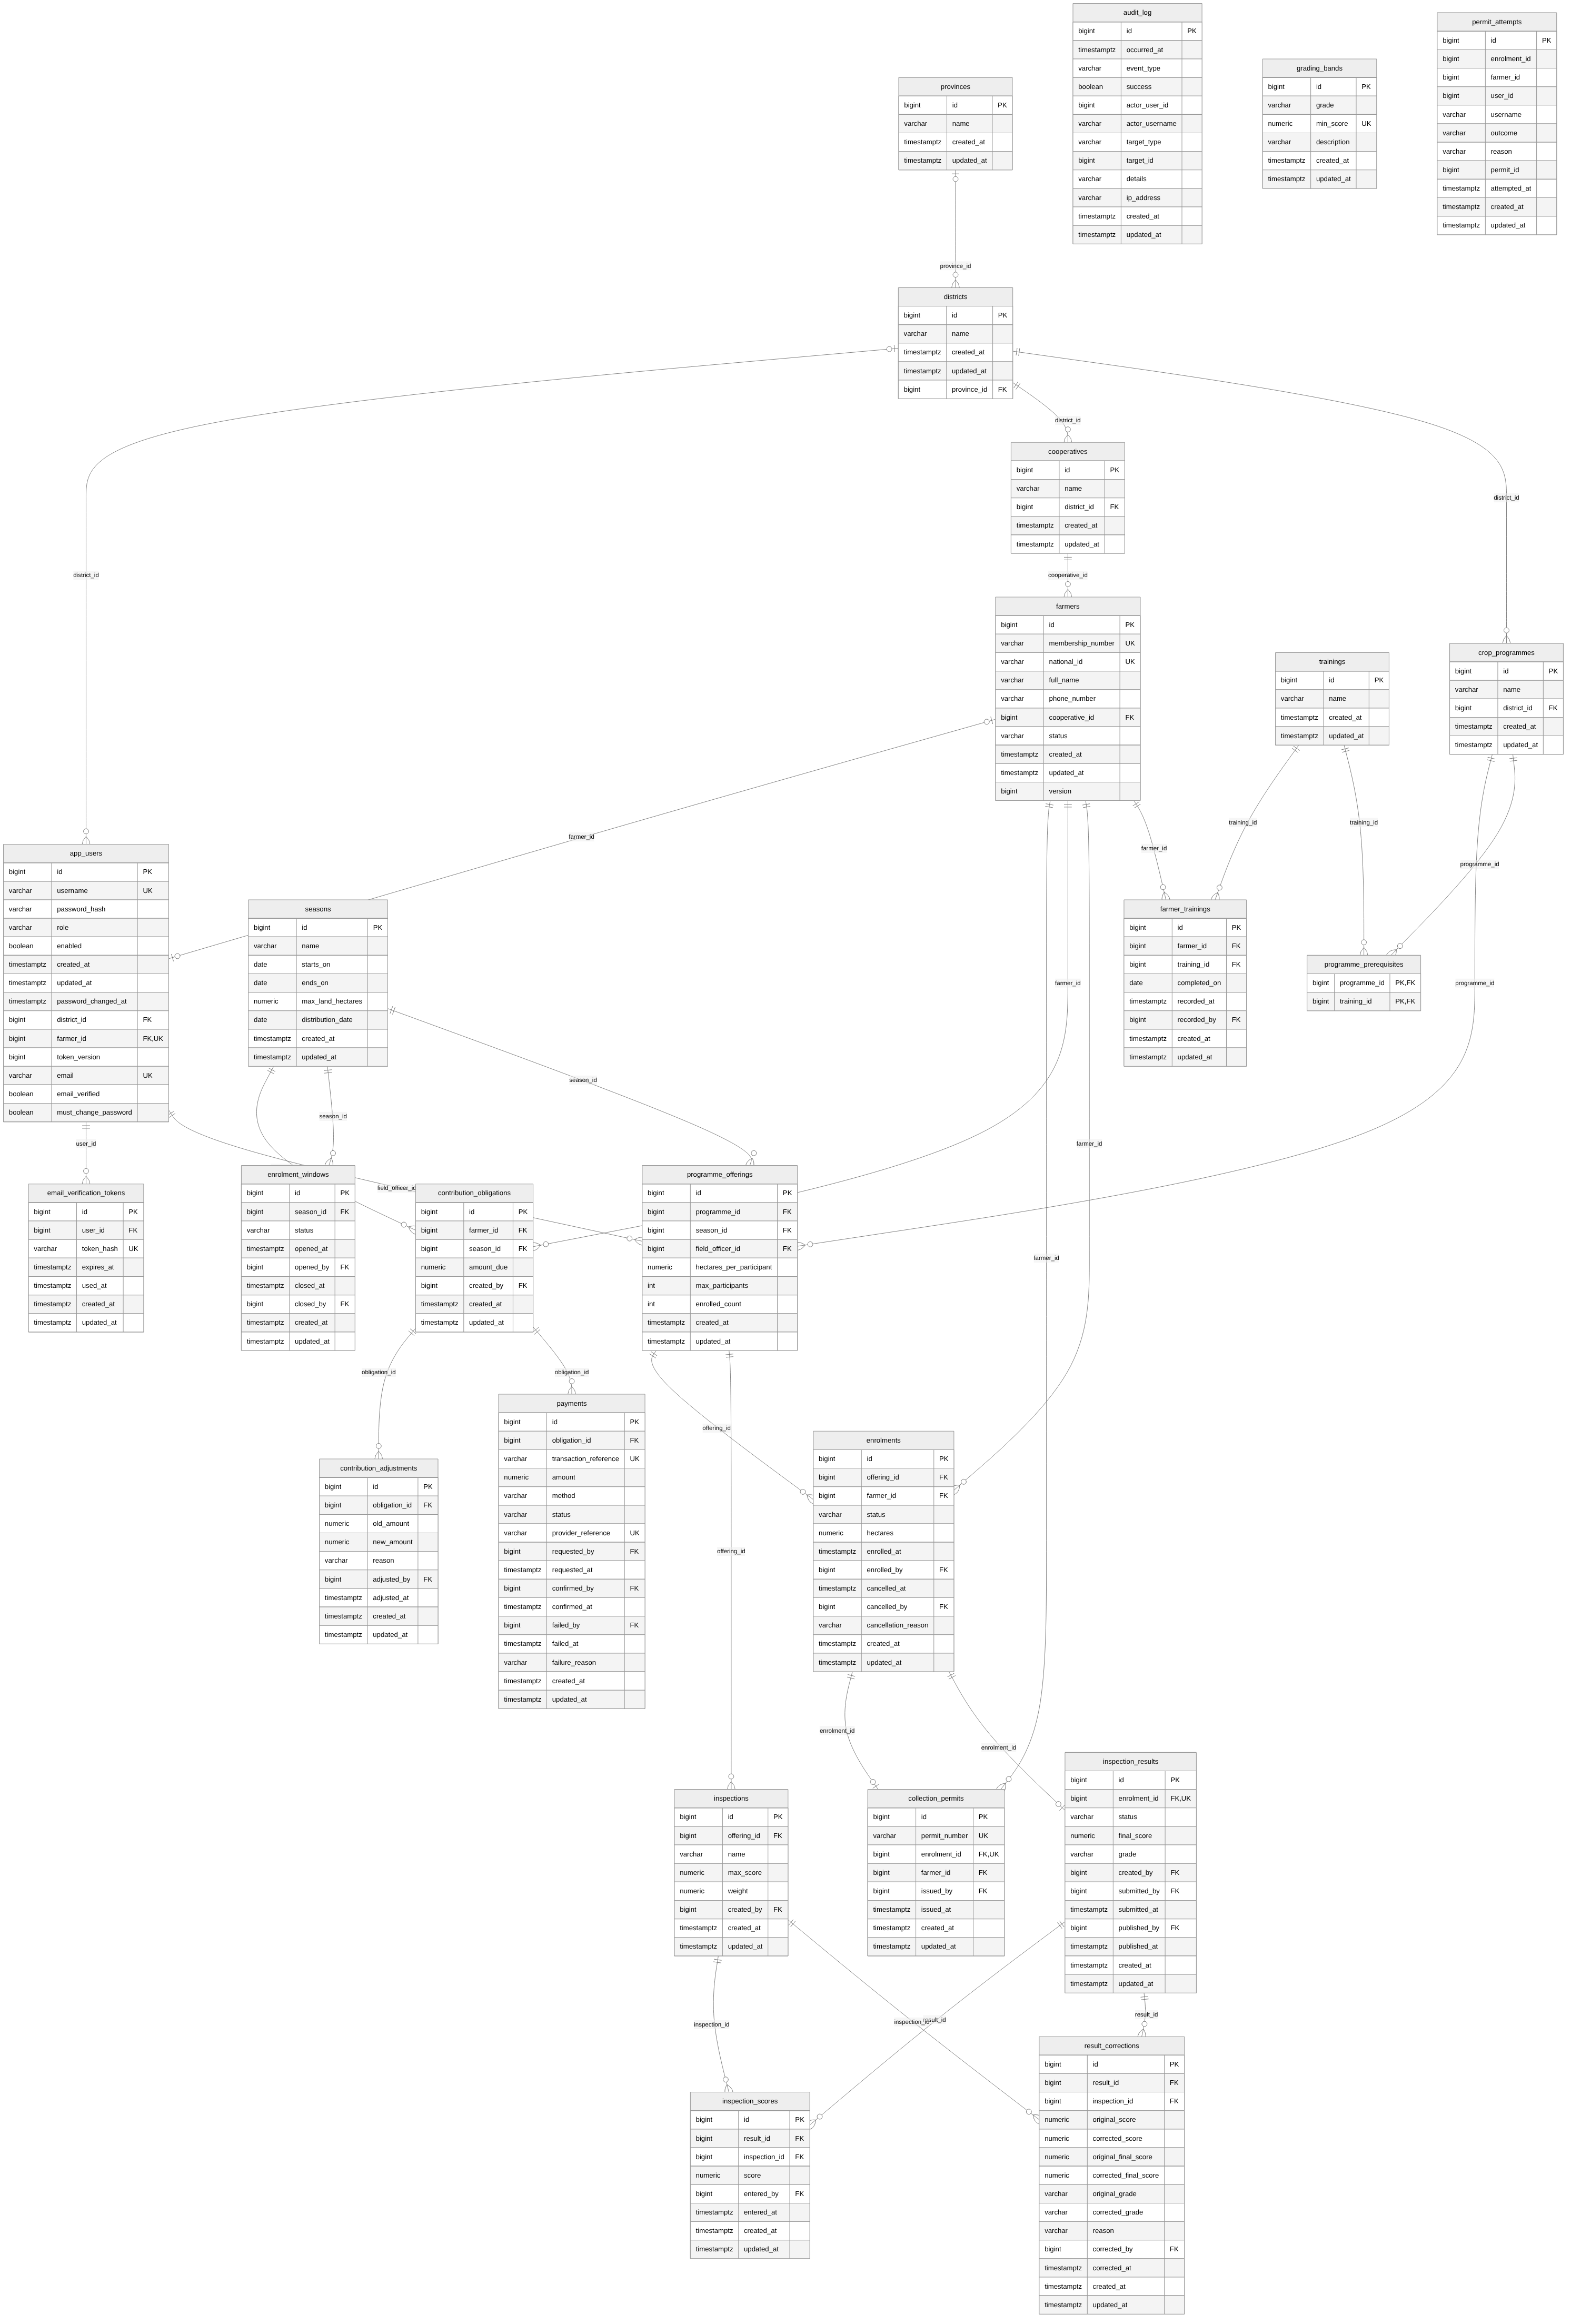 audit_log
bigint id PK
timestamptz occurred_at
varchar event_type
boolean success
bigint actor_user_id
varchar actor_username
varchar target_type
bigint target_id
varchar details
varchar ip_address
timestamptz created_at
timestamptz updated_at
permit_attempts
bigint id PK
bigint enrolment_id
bigint farmer_id
bigint user_id
varchar username
varchar outcome
varchar reason
bigint permit_id
timestamptz attempted_at
timestamptz created_at
timestamptz updated_at
grading_bands
bigint id PK
varchar grade
numeric min_score UK
varchar description
timestamptz created_at
timestamptz updated_at
provinces
bigint id PK
varchar name
timestamptz created_at
timestamptz updated_at
province_id
districts
bigint id PK
varchar name
timestamptz created_at
timestamptz updated_at
bigint province_id FK
district_id
district_id
district_id
cooperatives
bigint id PK
varchar name
bigint district_id FK
timestamptz created_at
timestamptz updated_at
cooperative_id
farmers
bigint id PK
varchar membership_number UK
varchar national_id UK
varchar full_name
varchar phone_number
bigint cooperative_id FK
varchar status
timestamptz created_at
timestamptz updated_at
bigint version
trainings
bigint id PK
varchar name
timestamptz created_at
timestamptz updated_at
crop_programmes
bigint id PK
varchar name
bigint district_id FK
timestamptz created_at
timestamptz updated_at
farmer_id
training_id
training_id
farmer_id
programme_id
app_users
bigint id PK
varchar username UK
varchar password_hash
varchar role
boolean enabled
timestamptz created_at
timestamptz updated_at
timestamptz password_changed_at
bigint district_id FK
bigint farmer_id FK,UK
bigint token_version
varchar email UK
boolean email_verified
boolean must_change_password
seasons
bigint id PK
varchar name
date starts_on
date ends_on
numeric max_land_hectares
date distribution_date
timestamptz created_at
timestamptz updated_at
farmer_trainings
bigint id PK
bigint farmer_id FK
bigint training_id FK
date completed_on
timestamptz recorded_at
bigint recorded_by FK
timestamptz created_at
timestamptz updated_at
programme_prerequisites
bigint programme_id PK,FK
bigint training_id PK,FK
farmer_id
programme_id
season_id
season_id
user_id
farmer_id
field_officer_id
email_verification_tokens
bigint id PK
bigint user_id FK
varchar token_hash UK
timestamptz expires_at
timestamptz used_at
timestamptz created_at
timestamptz updated_at
enrolment_windows
bigint id PK
bigint season_id FK
varchar status
timestamptz opened_at
bigint opened_by FK
timestamptz closed_at
bigint closed_by FK
timestamptz created_at
timestamptz updated_at
contribution_obligations
bigint id PK
bigint farmer_id FK
bigint season_id FK
numeric amount_due
bigint created_by FK
timestamptz created_at
timestamptz updated_at
programme_offerings
bigint id PK
bigint programme_id FK
bigint season_id FK
bigint field_officer_id FK
numeric hectares_per_participant
int max_participants
int enrolled_count
timestamptz created_at
timestamptz updated_at
farmer_id
obligation_id
obligation_id
offering_id
offering_id
contribution_adjustments
bigint id PK
bigint obligation_id FK
numeric old_amount
numeric new_amount
varchar reason
bigint adjusted_by FK
timestamptz adjusted_at
timestamptz created_at
timestamptz updated_at
payments
bigint id PK
bigint obligation_id FK
varchar transaction_reference UK
numeric amount
varchar method
varchar status
varchar provider_reference UK
bigint requested_by FK
timestamptz requested_at
bigint confirmed_by FK
timestamptz confirmed_at
bigint failed_by FK
timestamptz failed_at
varchar failure_reason
timestamptz created_at
timestamptz updated_at
enrolments
bigint id PK
bigint offering_id FK
bigint farmer_id FK
varchar status
numeric hectares
timestamptz enrolled_at
bigint enrolled_by FK
timestamptz cancelled_at
bigint cancelled_by FK
varchar cancellation_reason
timestamptz created_at
timestamptz updated_at
enrolment_id
enrolment_id
inspections
bigint id PK
bigint offering_id FK
varchar name
numeric max_score
numeric weight
bigint created_by FK
timestamptz created_at
timestamptz updated_at
collection_permits
bigint id PK
varchar permit_number UK
bigint enrolment_id FK,UK
bigint farmer_id FK
bigint issued_by FK
timestamptz issued_at
timestamptz created_at
timestamptz updated_at
inspection_results
bigint id PK
bigint enrolment_id FK,UK
varchar status
numeric final_score
varchar grade
bigint created_by FK
bigint submitted_by FK
timestamptz submitted_at
bigint published_by FK
timestamptz published_at
timestamptz created_at
timestamptz updated_at
inspection_id
inspection_id
result_id
result_id
inspection_scores
bigint id PK
bigint result_id FK
bigint inspection_id FK
numeric score
bigint entered_by FK
timestamptz entered_at
timestamptz created_at
timestamptz updated_at
result_corrections
bigint id PK
bigint result_id FK
bigint inspection_id FK
numeric original_score
numeric corrected_score
numeric original_final_score
numeric corrected_final_score
varchar original_grade
varchar corrected_grade
varchar reason
bigint corrected_by FK
timestamptz corrected_at
timestamptz created_at
timestamptz updated_at